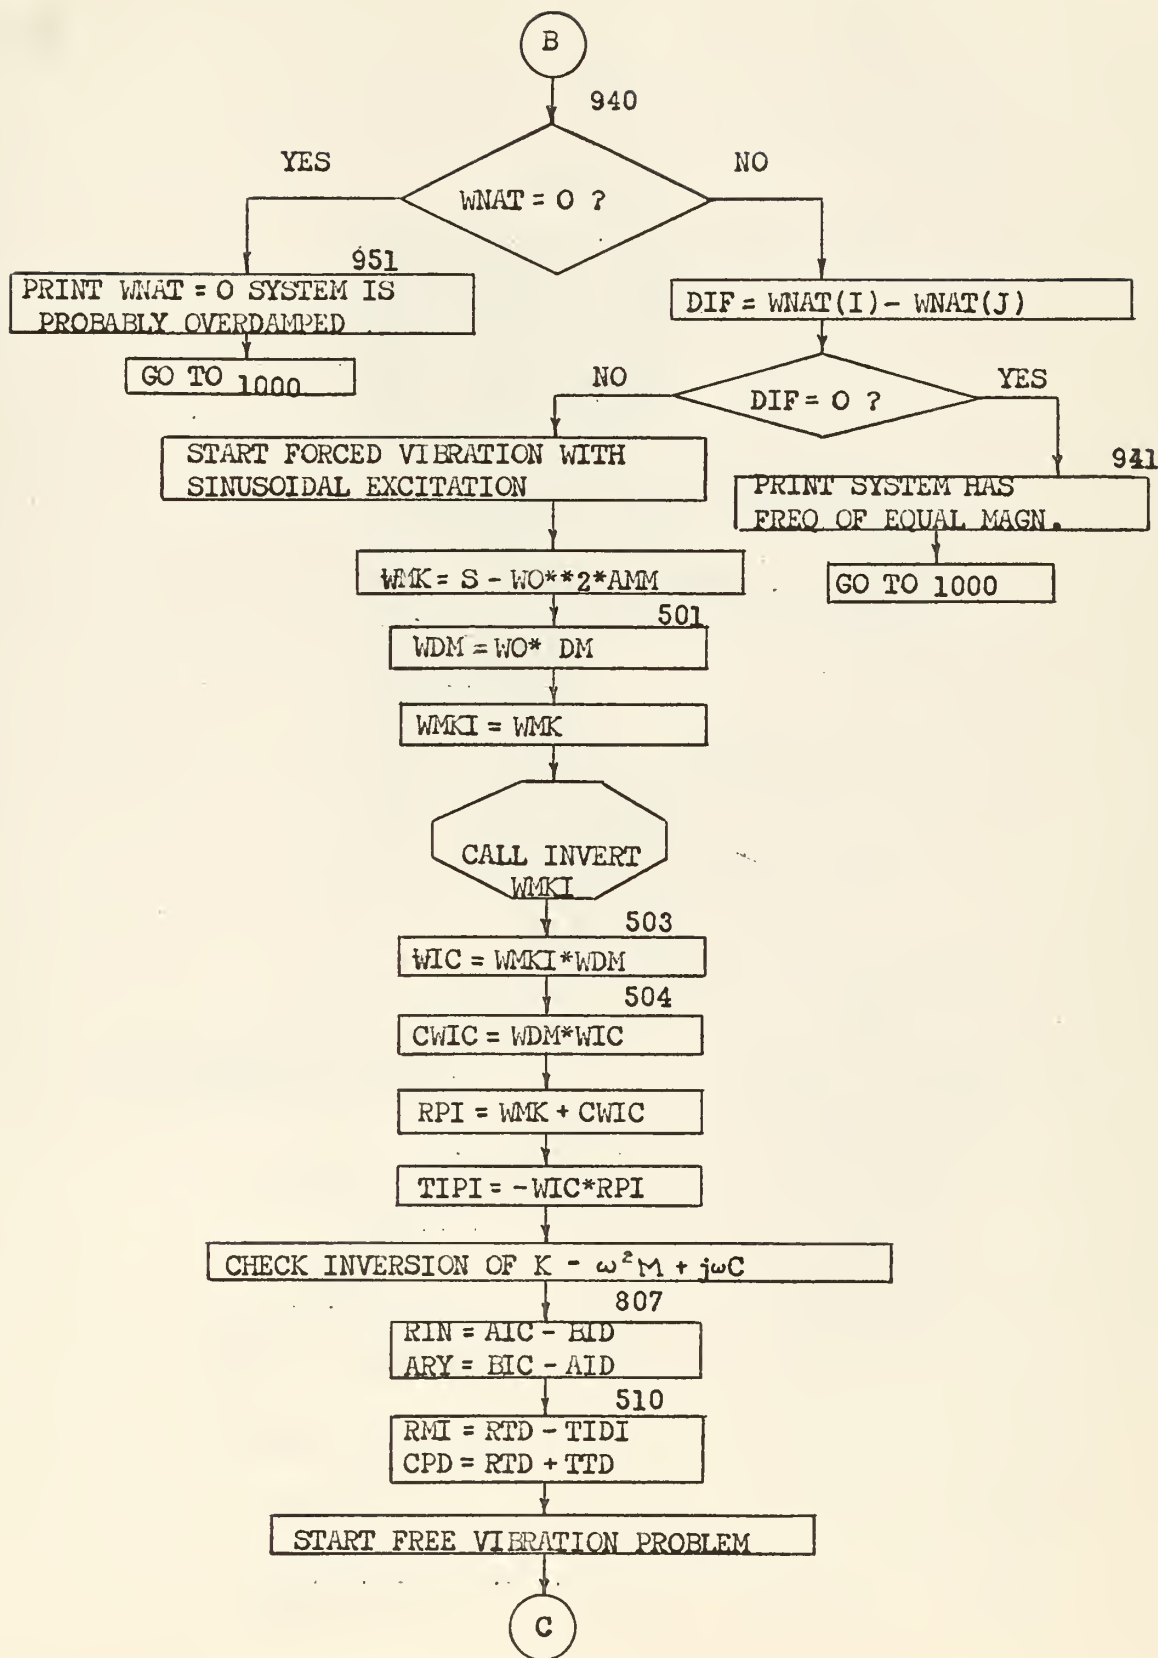 B
940
YES
NO
WNAT = 0 ?
951
PRINT WNAT = 0 SYSTEM IS
PROBABLY OVERDAMPED
GO TO 1000
DIF = WNAT(I) - WNAT(J)
NO
YES
DIF = 0 ?
START FORCED VIBRATION WITH
SINUSOIDAL EXCITATION
941
PRINT SYSTEM HAS
FREQ OF EQUAL MAGN.
GO TO 1000
WMK = S - WO**2*AMM
501
WDM = WO* DM
WMKI = WMK
CALL INVERT
WMKI
503
WIC = WMKI*WDM
504
CWIC = WDM*WIC
RPI = WMK + CWIC
TIPI = -WIC*RPI
CHECK INVERSION OF K - ω²M + jωC
807
RIN = AIC - BID
ARY = BIC - AID
510
RMI = RTD - TIDI
CPD = RTD + TTD
START FREE VIBRATION PROBLEM
C